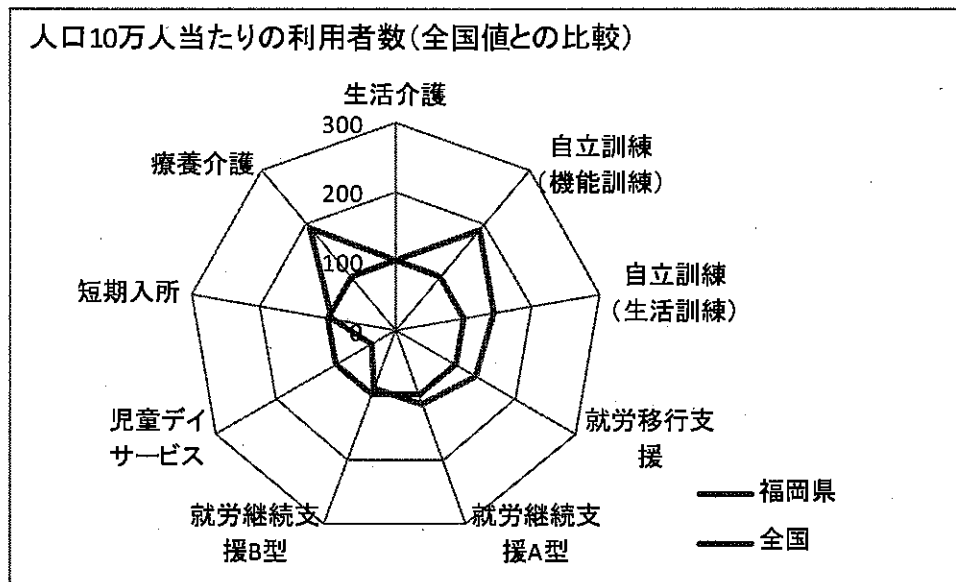 人口10万人当たりの利用者数(全国値との比較)
生活介護
300
200
100
0
自立訓練
(機能訓練)
自立訓練
(生活訓練)
就労移行支
援
就労継続支
援A型
就労継続支
援B型
児童デイ
サービス
短期入所
療養介護
福岡県
全国